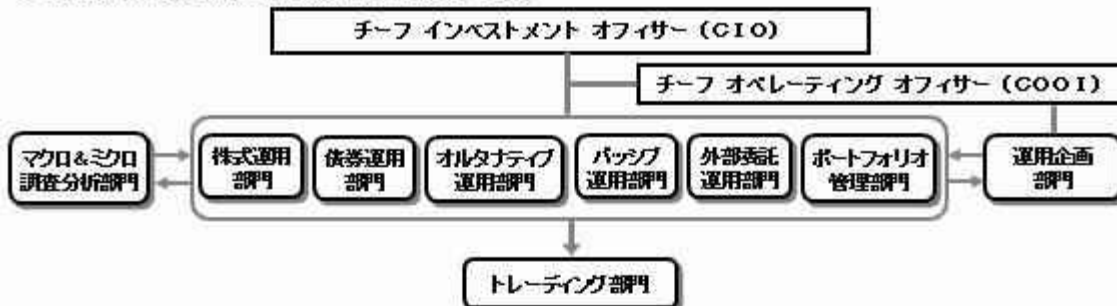 チーフ インベストメント オフィサー (CIO)
チーフ オペレーティング オフィサー (COOI)
マクロ&ミクロ
調査分析部門
株式運用
部門
債券運用
部門
オルタナティブ
運用部門
パッシブ
運用部門
外部委託
運用部門
ポートフォリオ
管理部門
運用企画
部門
トレーディング部門